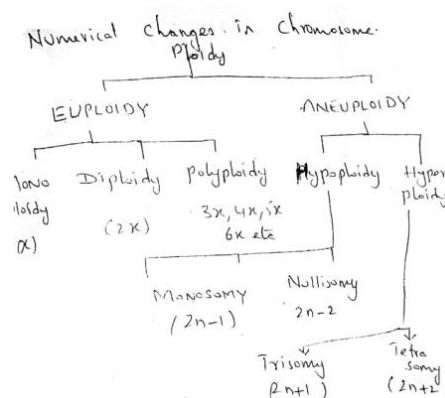 Numerical Changes in Chromosome.
Ploidy
EUPLOIDY ANEUPLOIDY
Mono Diploidy Polyploidy Hypoploidy Hyper
ploidy (2x) 3x, 4x, 5x ploidy
x) 6x etc
Monosomy Nullisomy
(2n-1) 2n-2
Trisomy Tetra
(2n+1) somy
(2n+2